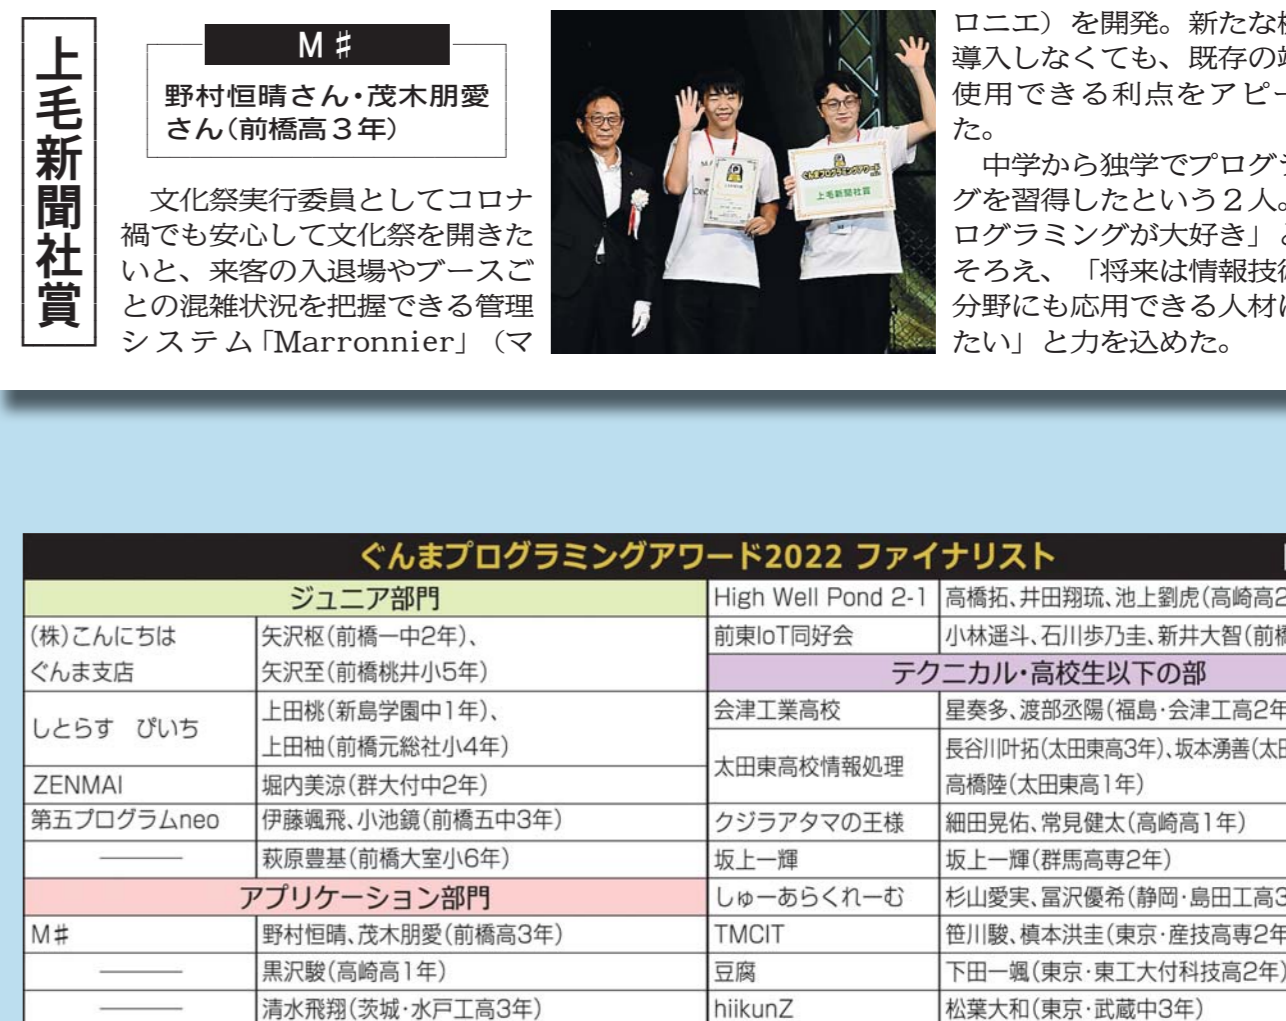 上毛新聞社賞
M♯
野村恒晴さん・茂木朋愛
さん(前橋高3年)
　文化祭実行委員としてコロナ
禍でも安心して文化祭を開きた
いと、来客の入退場やブースご
との混雑状況を把握できる管理
システム「Marronnier」（マ
ぐんまプログラミングアワード
上毛新聞社賞
ロニエ）を開発。新たな
導入しなくても、既存の
使用できる利点をアピー
た。
　中学から独学でプログラ
グを習得したという２人。
ログラミングが大好き」
そろえ、「将来は情報技術
分野にも応用できる人材に
たい」と力を込めた。
ぐんまプログラミングアワード2022 ファイナリスト
ジュニア部門
(株)こんにちは
ぐんま支店
矢沢枢(前橋一中2年)、
矢沢至(前橋桃井小5年)
しとらす　ぴいち
上田桃(新島学園中1年)、
上田柚(前橋元総社小4年)
ZENMAI 堀内美涼(群大付中2年)
第五プログラムneo 伊藤颯飛、小池鏡(前橋五中3年)
—— 萩原豊基(前橋大室小6年)
アプリケーション部門
M♯ 野村恒晴、茂木朋愛(前橋高3年)
—— 黒沢駿(高崎高1年)
—— 清水飛翔(茨城・水戸工高3年)
High Well Pond 2-1 高橋拓、井田翔琉、池上劉虎(高崎高2
前東IoT同好会 小林遥斗、石川歩乃圭、新井大智(前橋
テクニカル・高校生以下の部
会津工業高校 星奏多、渡部丞陽(福島・会津工高2年
太田東高校情報処理
長谷川叶拓(太田東高3年)、坂本湧善(太田
高橋陸(太田東高1年)
クジラアタマの王様 細田晃佑、常見健太(高崎高1年)
坂上一輝 坂上一輝(群馬高専2年)
しゅーあらくれーむ 杉山愛実、冨沢優希(静岡・島田工高3
TMCIT 笹川駿、槙本洪圭(東京・産技高専2年
豆腐 下田一颯(東京・東工大付科技高2年)
hiikunZ 松葉大和(東京・武蔵中3年)